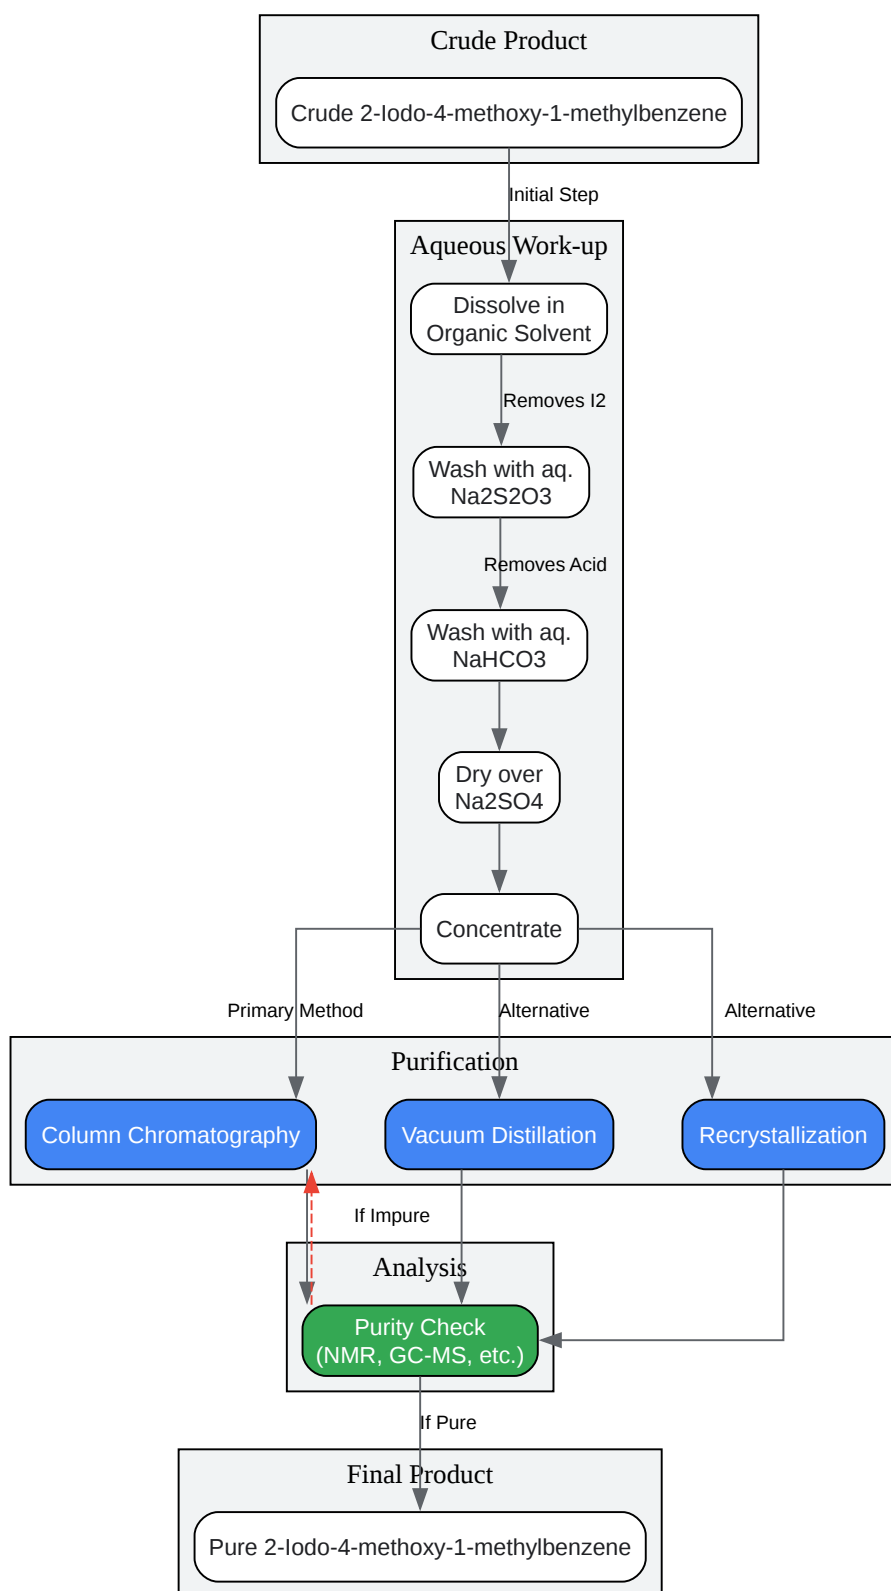 Crude Product
Crude 2-Iodo-4-methoxy-1-methylbenzene
Initial Step
Aqueous Work-up
Dissolve in
Organic Solvent
Removes I2
Wash with aq.
Na2S2O3
Removes Acid
Wash with aq.
NaHCO3
Dry over
Na2SO4
Concentrate
Primary Method
Alternative
Alternative
Purification
Column Chromatography
Vacuum Distillation
Recrystallization
If Impure
Analysis
Purity Check
(NMR, GC-MS, etc.)
If Pure
Final Product
Pure 2-Iodo-4-methoxy-1-methylbenzene